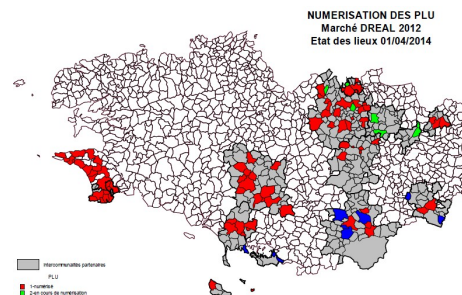 NUMERISATION DES PLU
Marché DREAL 2012
Etat des lieux 01/04/2014
Intercommunalités partenaires
PLU
1-numérisé
2-en cours de numérisation